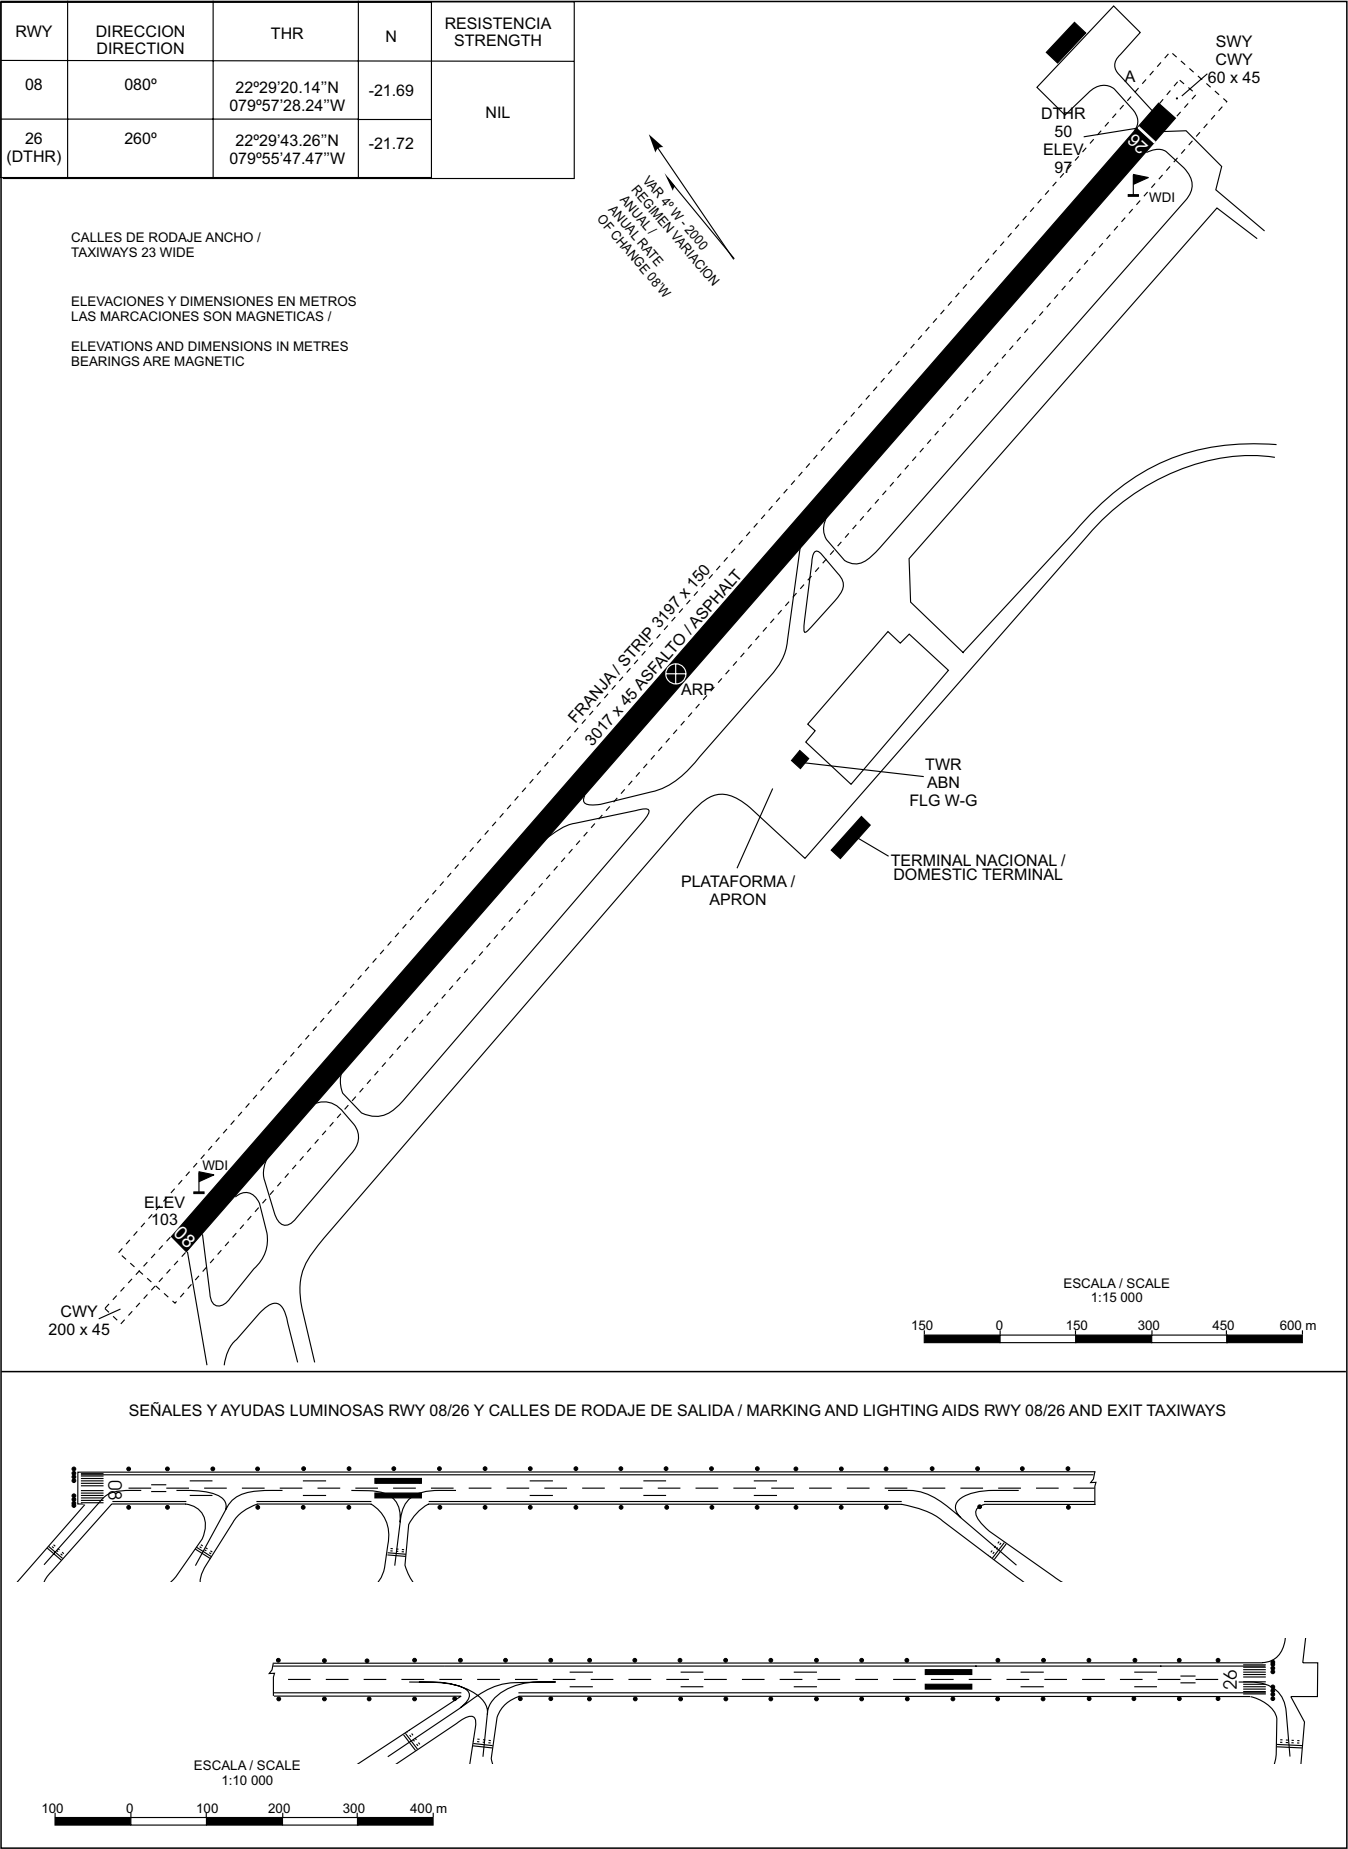 RWY
DIRECCION
DIRECTION
THR
N
RESISTENCIA
STRENGTH
08
080º
22º29’20.14”N
079º57’28.24”W
-21.69
NIL
26
(DTHR)
260º
22º29’43.26”N
079º55’47.47”W
-21.72
CALLES DE RODAJE ANCHO /
TAXIWAYS 23 WIDE
ELEVACIONES Y DIMENSIONES EN METROS
LAS MARCACIONES SON MAGNETICAS /
ELEVATIONS AND DIMENSIONS IN METRES
BEARINGS ARE MAGNETIC
VAR 4º W - 2000
REGIMEN VARIACION
ANUAL /
ANUAL RATE
OF CHANGE 08'W
SWY
CWY
60 x 45
A
DTHR
50
ELEV
97
26
WDI
FRANJA / STRIP 3197 x 150
3017 x 45 ASFALTO / ASPHALT
ARP
TWR
ABN
FLG W-G
TERMINAL NACIONAL /
DOMESTIC TERMINAL
PLATAFORMA /
APRON
WDI
ELEV
103
08
CWY
200 x 45
ESCALA / SCALE
1:15 000
150 0 150 300 450 600 m
SEÑALES Y AYUDAS LUMINOSAS RWY 08/26 Y CALLES DE RODAJE DE SALIDA / MARKING AND LIGHTING AIDS RWY 08/26 AND EXIT TAXIWAYS
08
26
ESCALA / SCALE
1:10 000
100 0 100 200 300 400 m